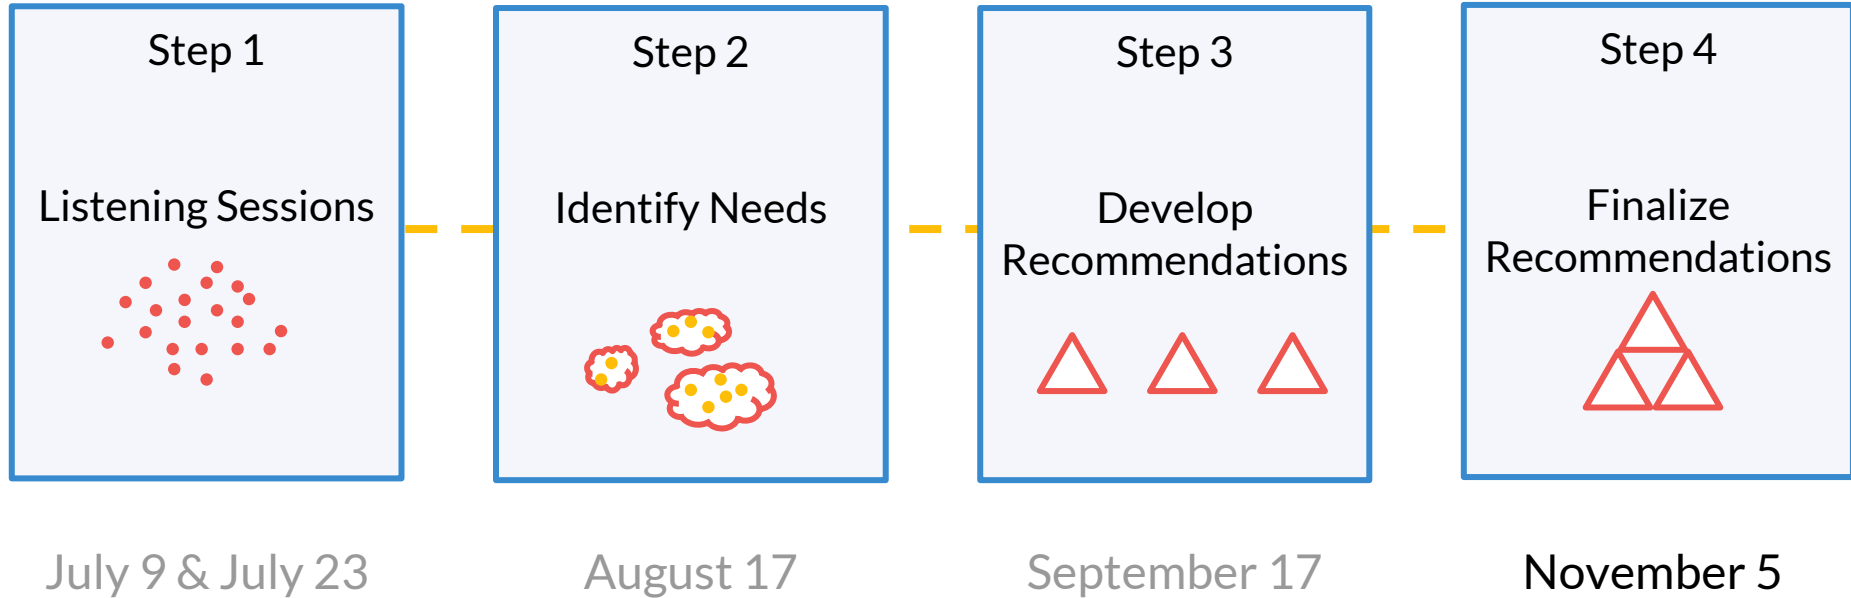 Step 1
Listening Sessions
July 9 & July 23
Step 2
Identify Needs
August 17
Step 3
Develop
Recommendations
September 17
Step 4
Finalize
Recommendations
November 5